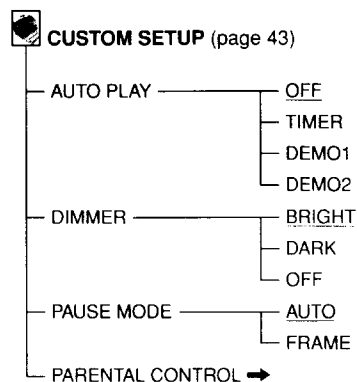 CUSTOM SETUP (page 43)
AUTO PLAY OFF
TIMER
DEMO1
DEMO2
DIMMER BRIGHT
DARK
OFF
PAUSE MODE AUTO
FRAME
PARENTAL CONTROL ➡